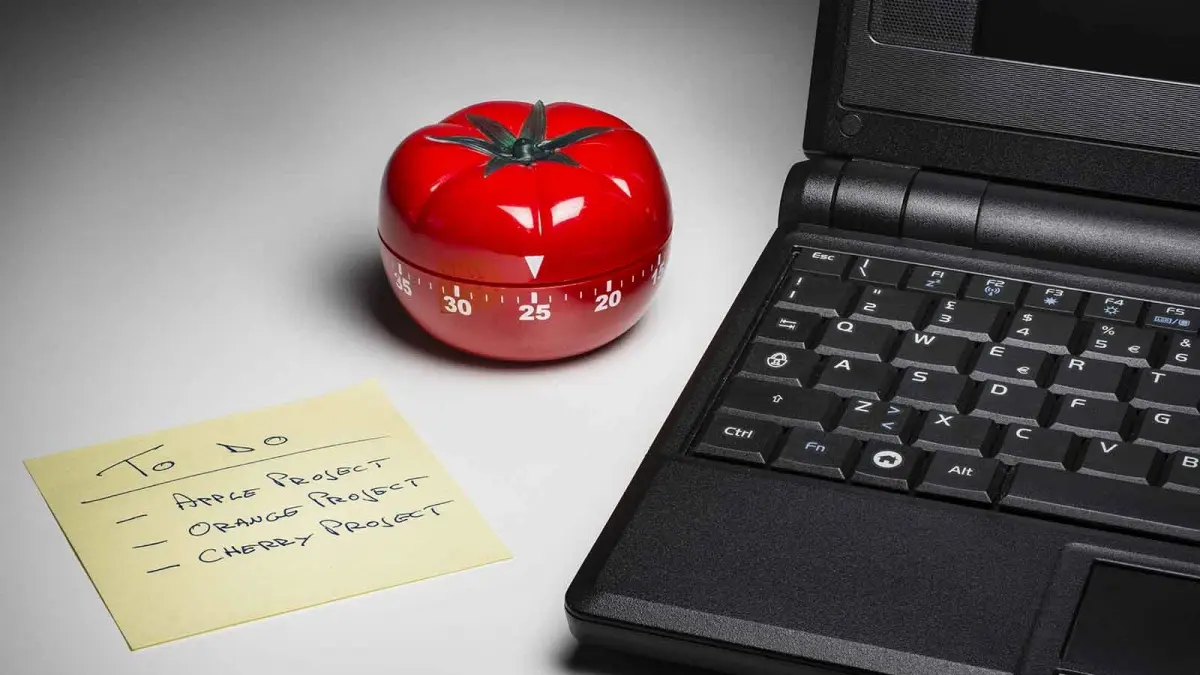 TO DO
- APPLE PROJECT
- ORANGE PROJECT
- CHERRY PROJECT
35 30 25 20 15
Esc \ | F1 zᶻ F2 F3 F4 F5
! 1 " 2 £ 3 $ 4 % 5 € & 6
Q W E € R T
A S D F G
Z > < X C V B
Ctrl Fn Alt